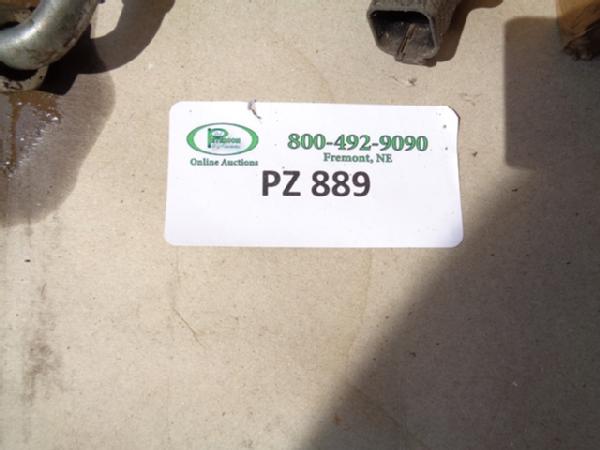 800-492-9090
Fremont, NE
Online Auctions
PZ 889